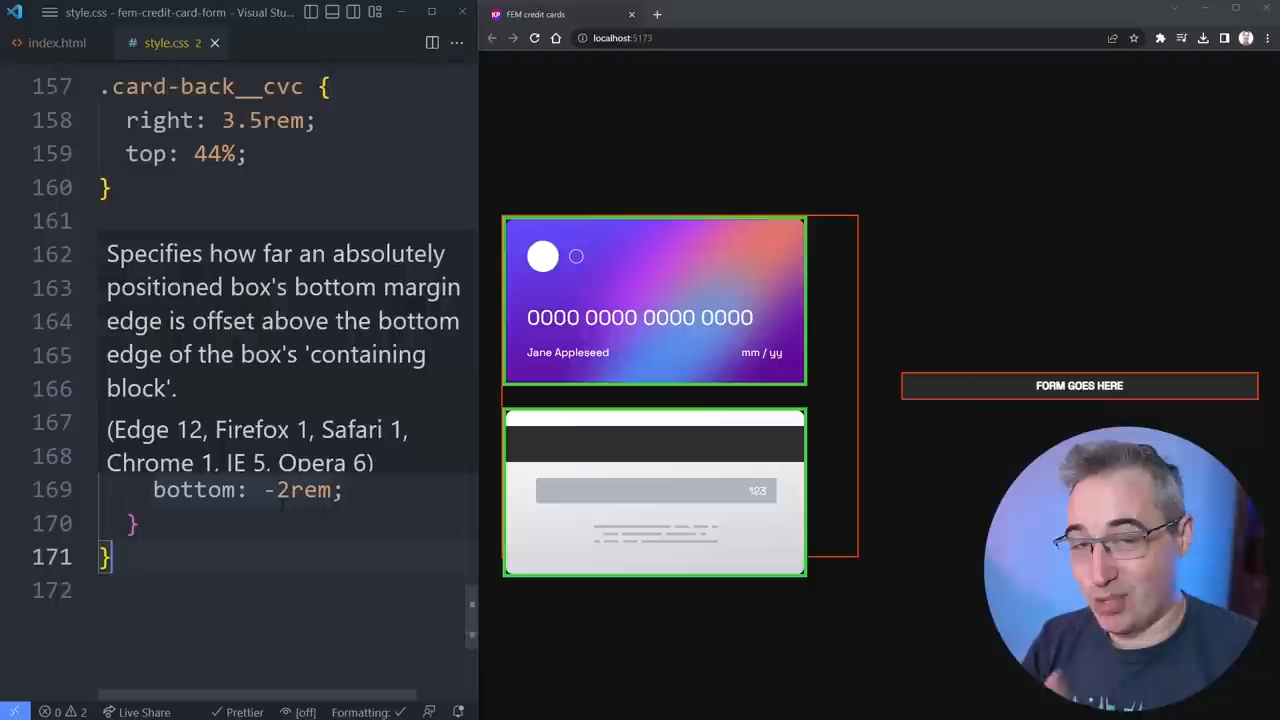 style.css - fem-credit-card-form - Visual Stu...
FEM credit cards
index.html
style.css 2
localhost:5173
157 .card-back__cvc {
158 right: 3.5rem;
159 top: 44%;
160 }
161
162 Specifies how far an absolutely
163 positioned box's bottom margin
164 edge is offset above the bottom
165 edge of the box's 'containing
166 block'.
167 (Edge 12, Firefox 1, Safari 1,
168 Chrome 1, IE 5, Opera 6)
169 bottom: -2rem;
170 }
171 }
172
0000 0000 0000 0000
Jane Appleseed mm / yy
123
FORM GOES HERE
0 2 Live Share Prettier [off] Formatting: